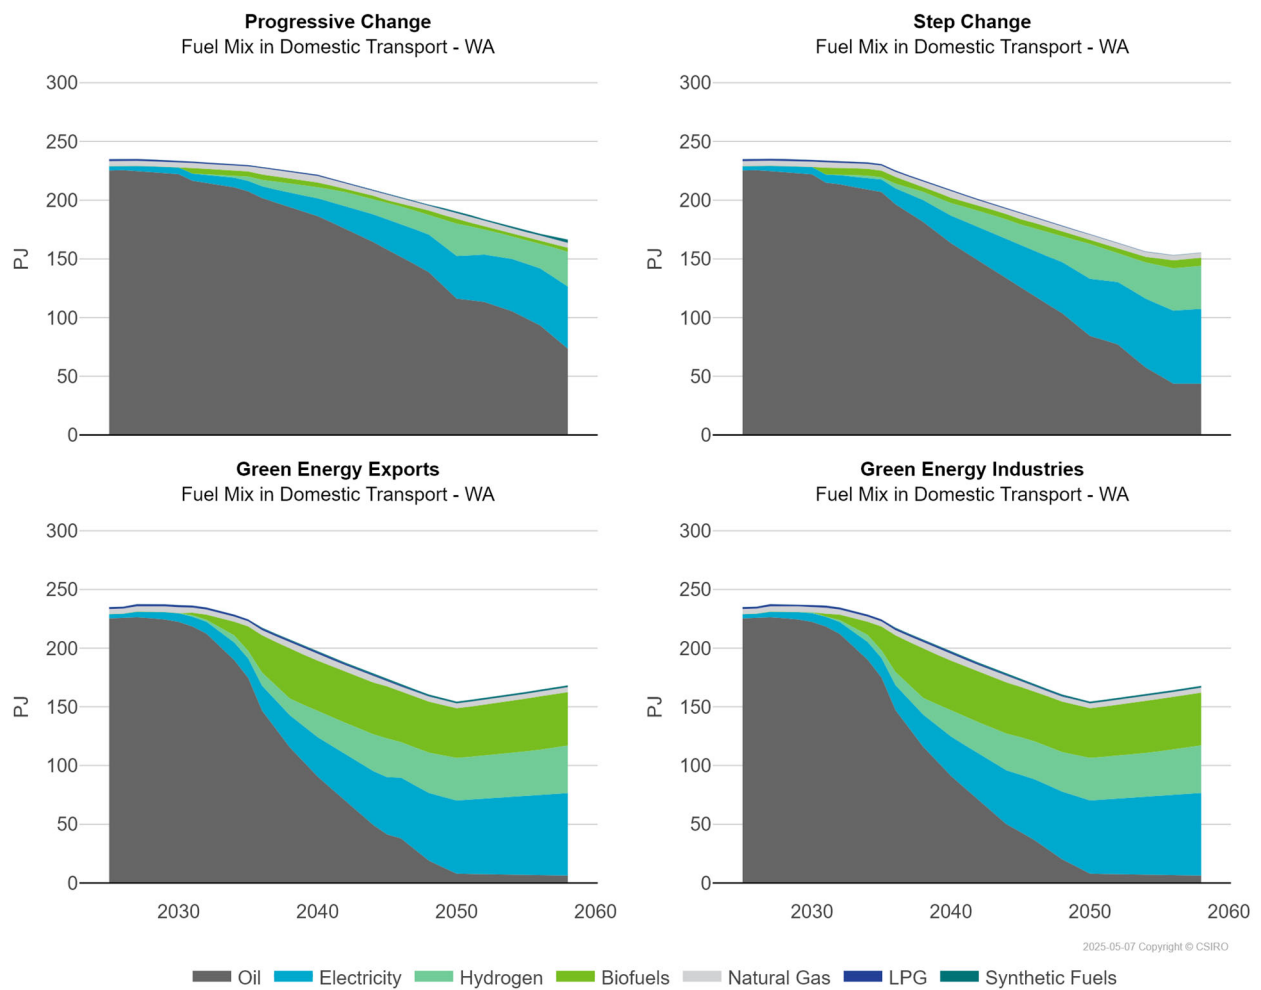 Progressive Change
Fuel Mix in Domestic Transport - WA
300
250
200
150
100
50
0
PJ
Step Change
Fuel Mix in Domestic Transport - WA
300
250
200
150
100
50
0
PJ
Green Energy Exports
Fuel Mix in Domestic Transport - WA
300
250
200
150
100
50
0
PJ
2030 2040 2050 2060
Green Energy Industries
Fuel Mix in Domestic Transport - WA
300
250
200
150
100
50
0
PJ
2030 2040 2050 2060
2025-05-07 Copyright © CSIRO
Oil Electricity Hydrogen Biofuels Natural Gas LPG Synthetic Fuels